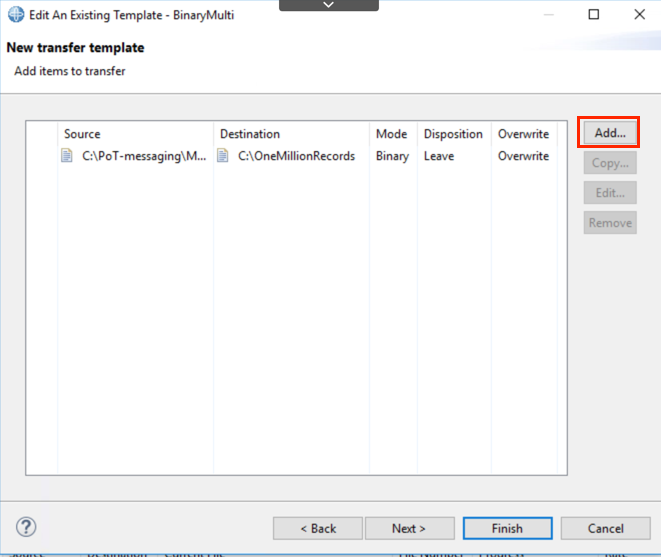 Edit An Existing Template - BinaryMulti
New transfer template
Add items to transfer
Source Destination Mode Disposition Overwrite
C:\PoT-messaging\M... C:\OneMillionRecords Binary Leave Overwrite
Add...
Copy...
Edit...
Remove
< Back Next > Finish Cancel